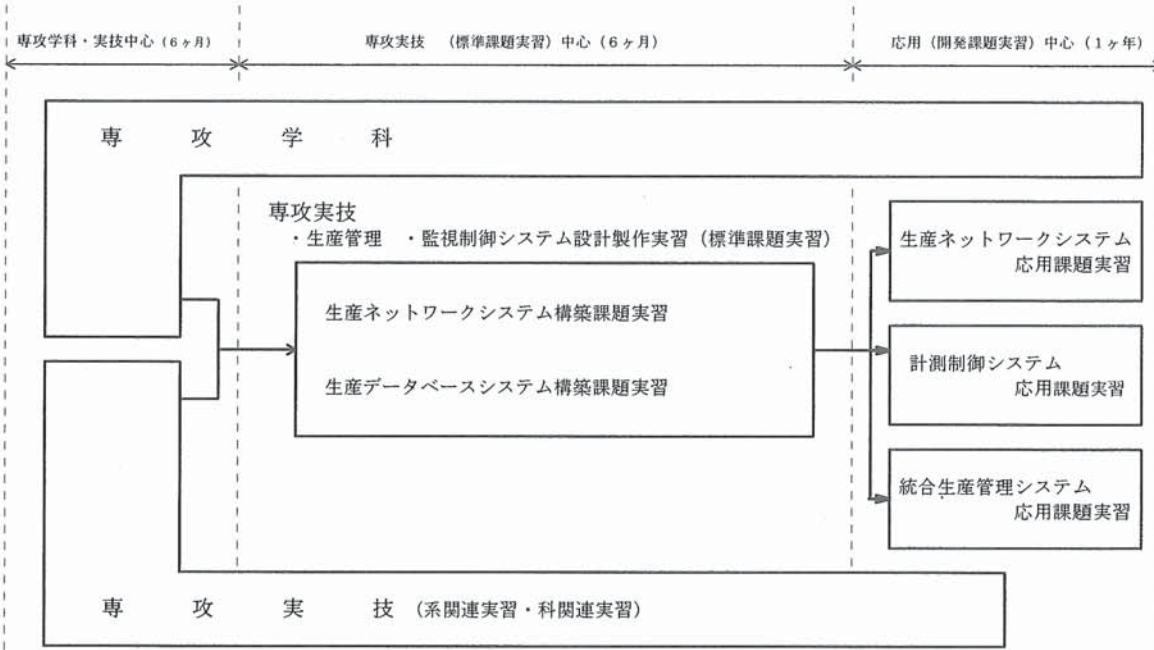 専攻学科・実技中心(6ヶ月)
専攻実技 (標準課題実習)中心(6ヶ月)
応用(開発課題実習)中心(1ヶ年)
専攻学科
専攻実技
・生産管理 ・監視制御システム設計製作実習(標準課題実習)
生産ネットワークシステム構築課題実習
生産データベースシステム構築課題実習
生産ネットワークシステム
応用課題実習
計測制御システム
応用課題実習
統合生産管理システム
応用課題実習
専攻実技(系関連実習・科関連実習)